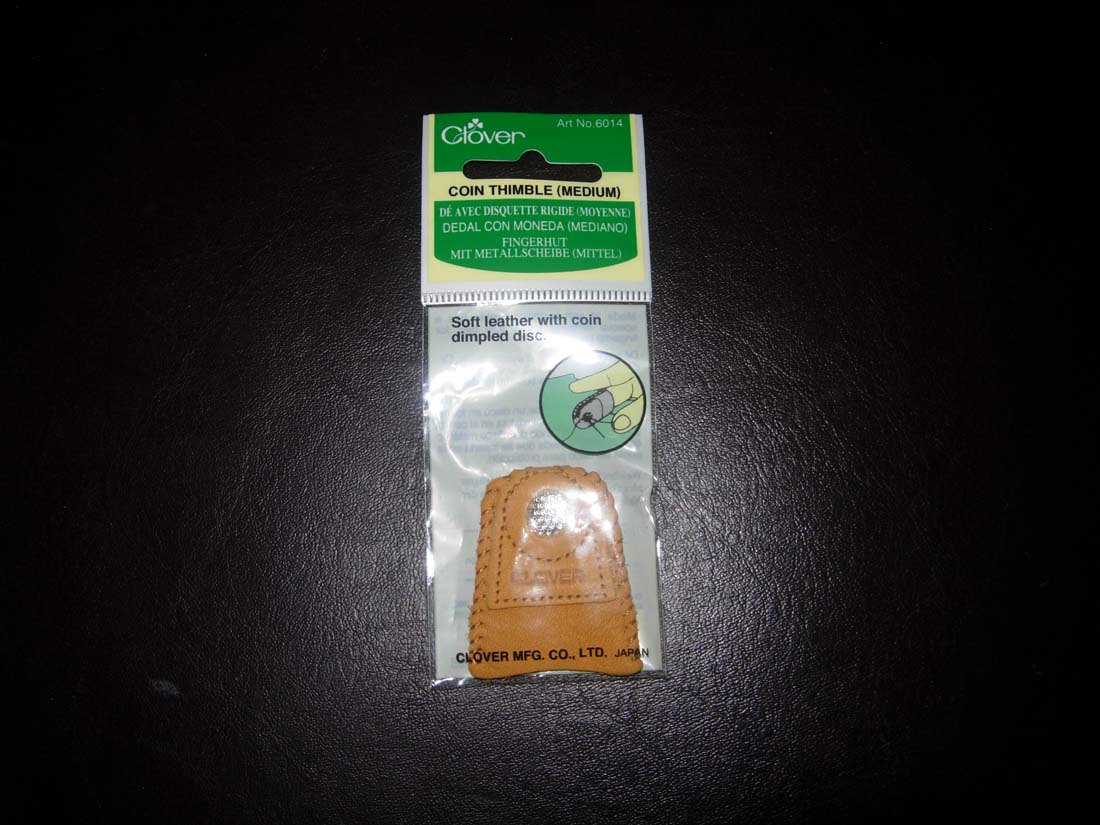 Clover
Art No.6014
COIN THIMBLE (MEDIUM)
DÉ AVEC DISQUETTE RIGIDE (MOYENNE)
DEDAL CON MONEDA (MEDIANO)
FINGERHUT
MIT METALLSCHEIBE (MITTEL)
Soft leather with coin
dimpled disc.
CLOVER
CLOVER MFG. CO., LTD. JAPAN